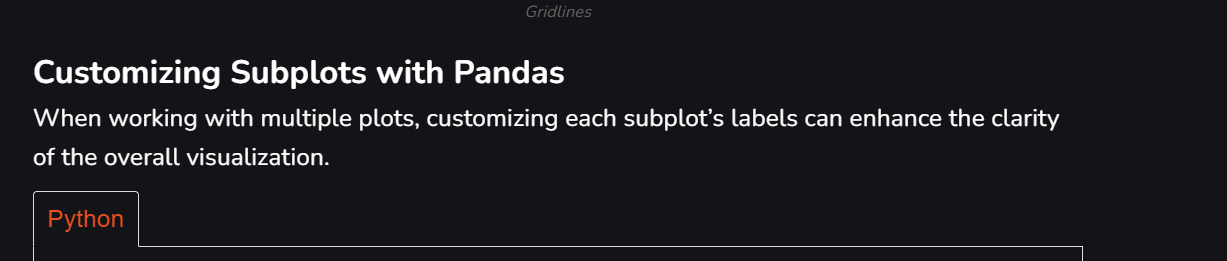 Gridlines
Customizing Subplots with Pandas
When working with multiple plots, customizing each subplot’s labels can enhance the clarity
of the overall visualization.
Python